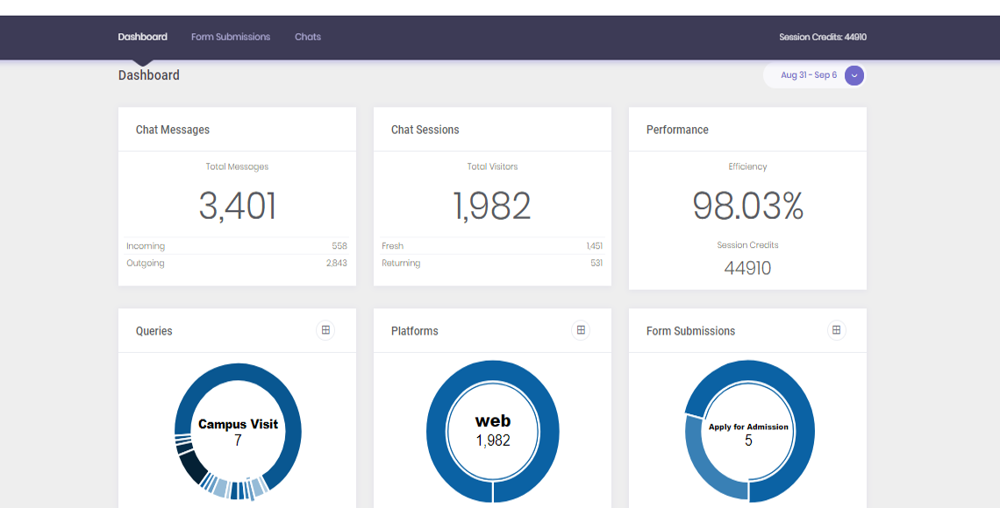 Dashboard Form Submissions Chats Session Credits: 44910
Dashboard Aug 31 - Sep 6
Chat Messages
Total Messages
3,401
Incoming 558
Outgoing 2,843
Chat Sessions
Total Visitors
1,982
Fresh 1,451
Returning 531
Performance
Efficiency
98.03%
Session Credits
44910
Queries
Campus Visit
7
Platforms
web
1,982
Form Submissions
Apply for Admission
5